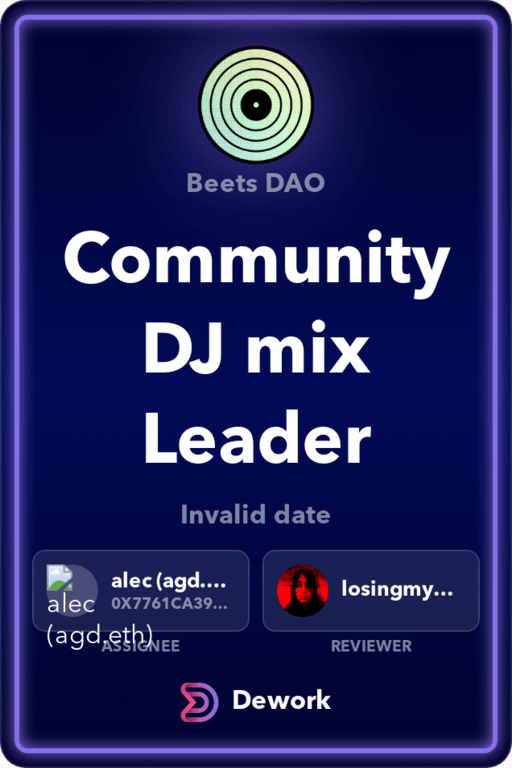 Beets DAO
Community
DJ mix
Leader
Invalid date
alec (agd....
0X7761CA39...
alec
(agd.eth)
ASSIGNEE
losingmy...
REVIEWER
Dework